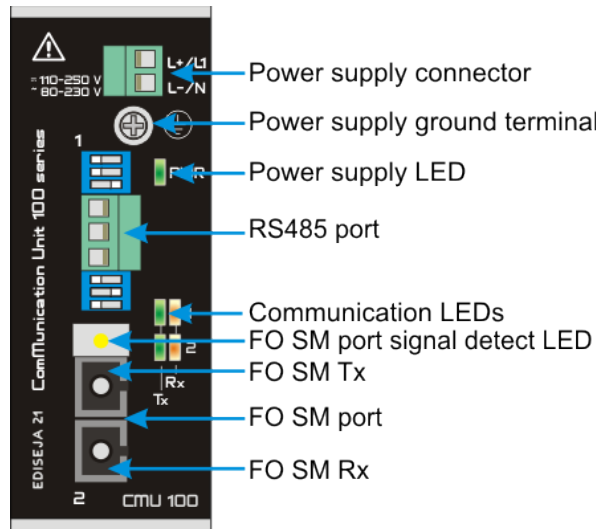 L+/L1
L-/N
= 110-250 V
~ 80-230 V
Power supply connector
Power supply ground terminal
1
Power supply LED
RS485 port
Communication LEDs
2
FO SM port signal detect LED
FO SM Tx
Tx
Rx
FO SM port
FO SM Rx
ComMunication Unit 100 series
EDISEJA 21
2
CMU 100